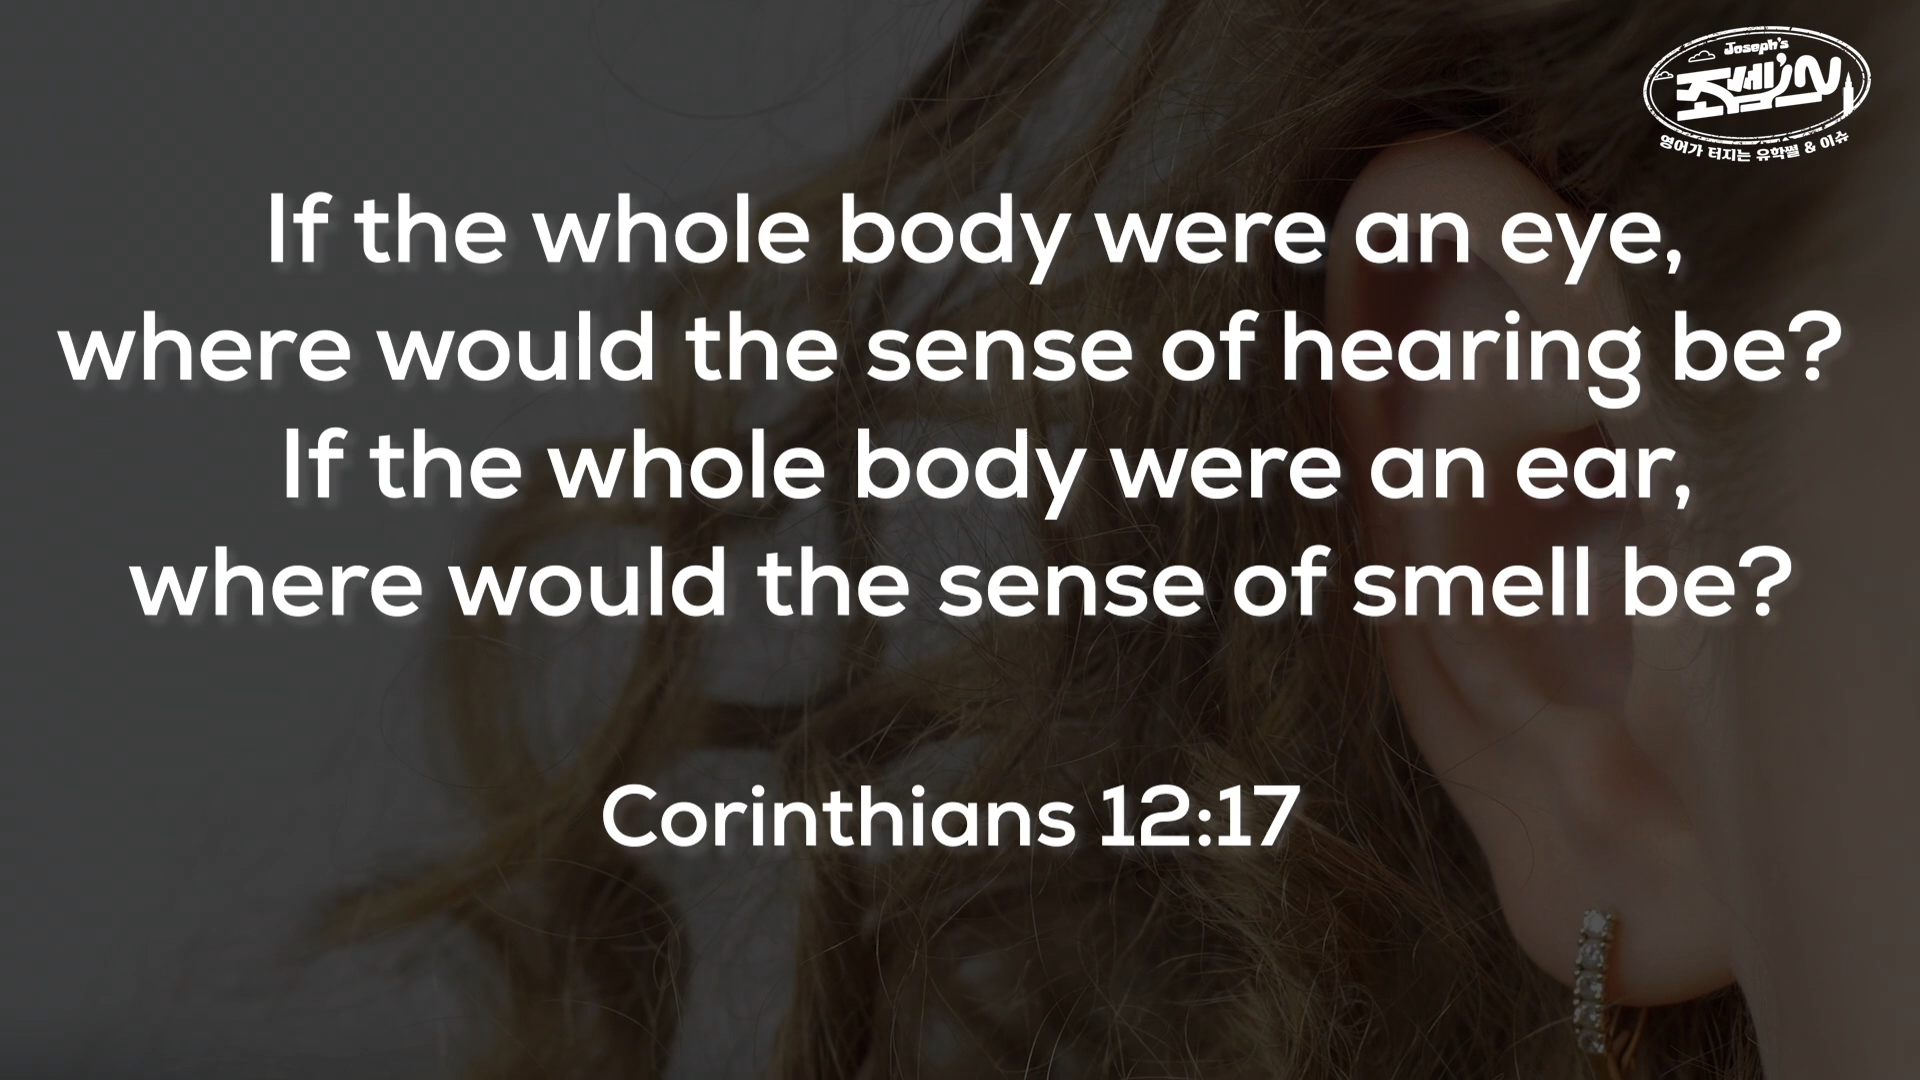 Joseph's
조쎕's
영어가 터지는 유학썰 & 이슈
If the whole body were an eye,
where would the sense of hearing be?
If the whole body were an ear,
where would the sense of smell be?
Corinthians 12:17